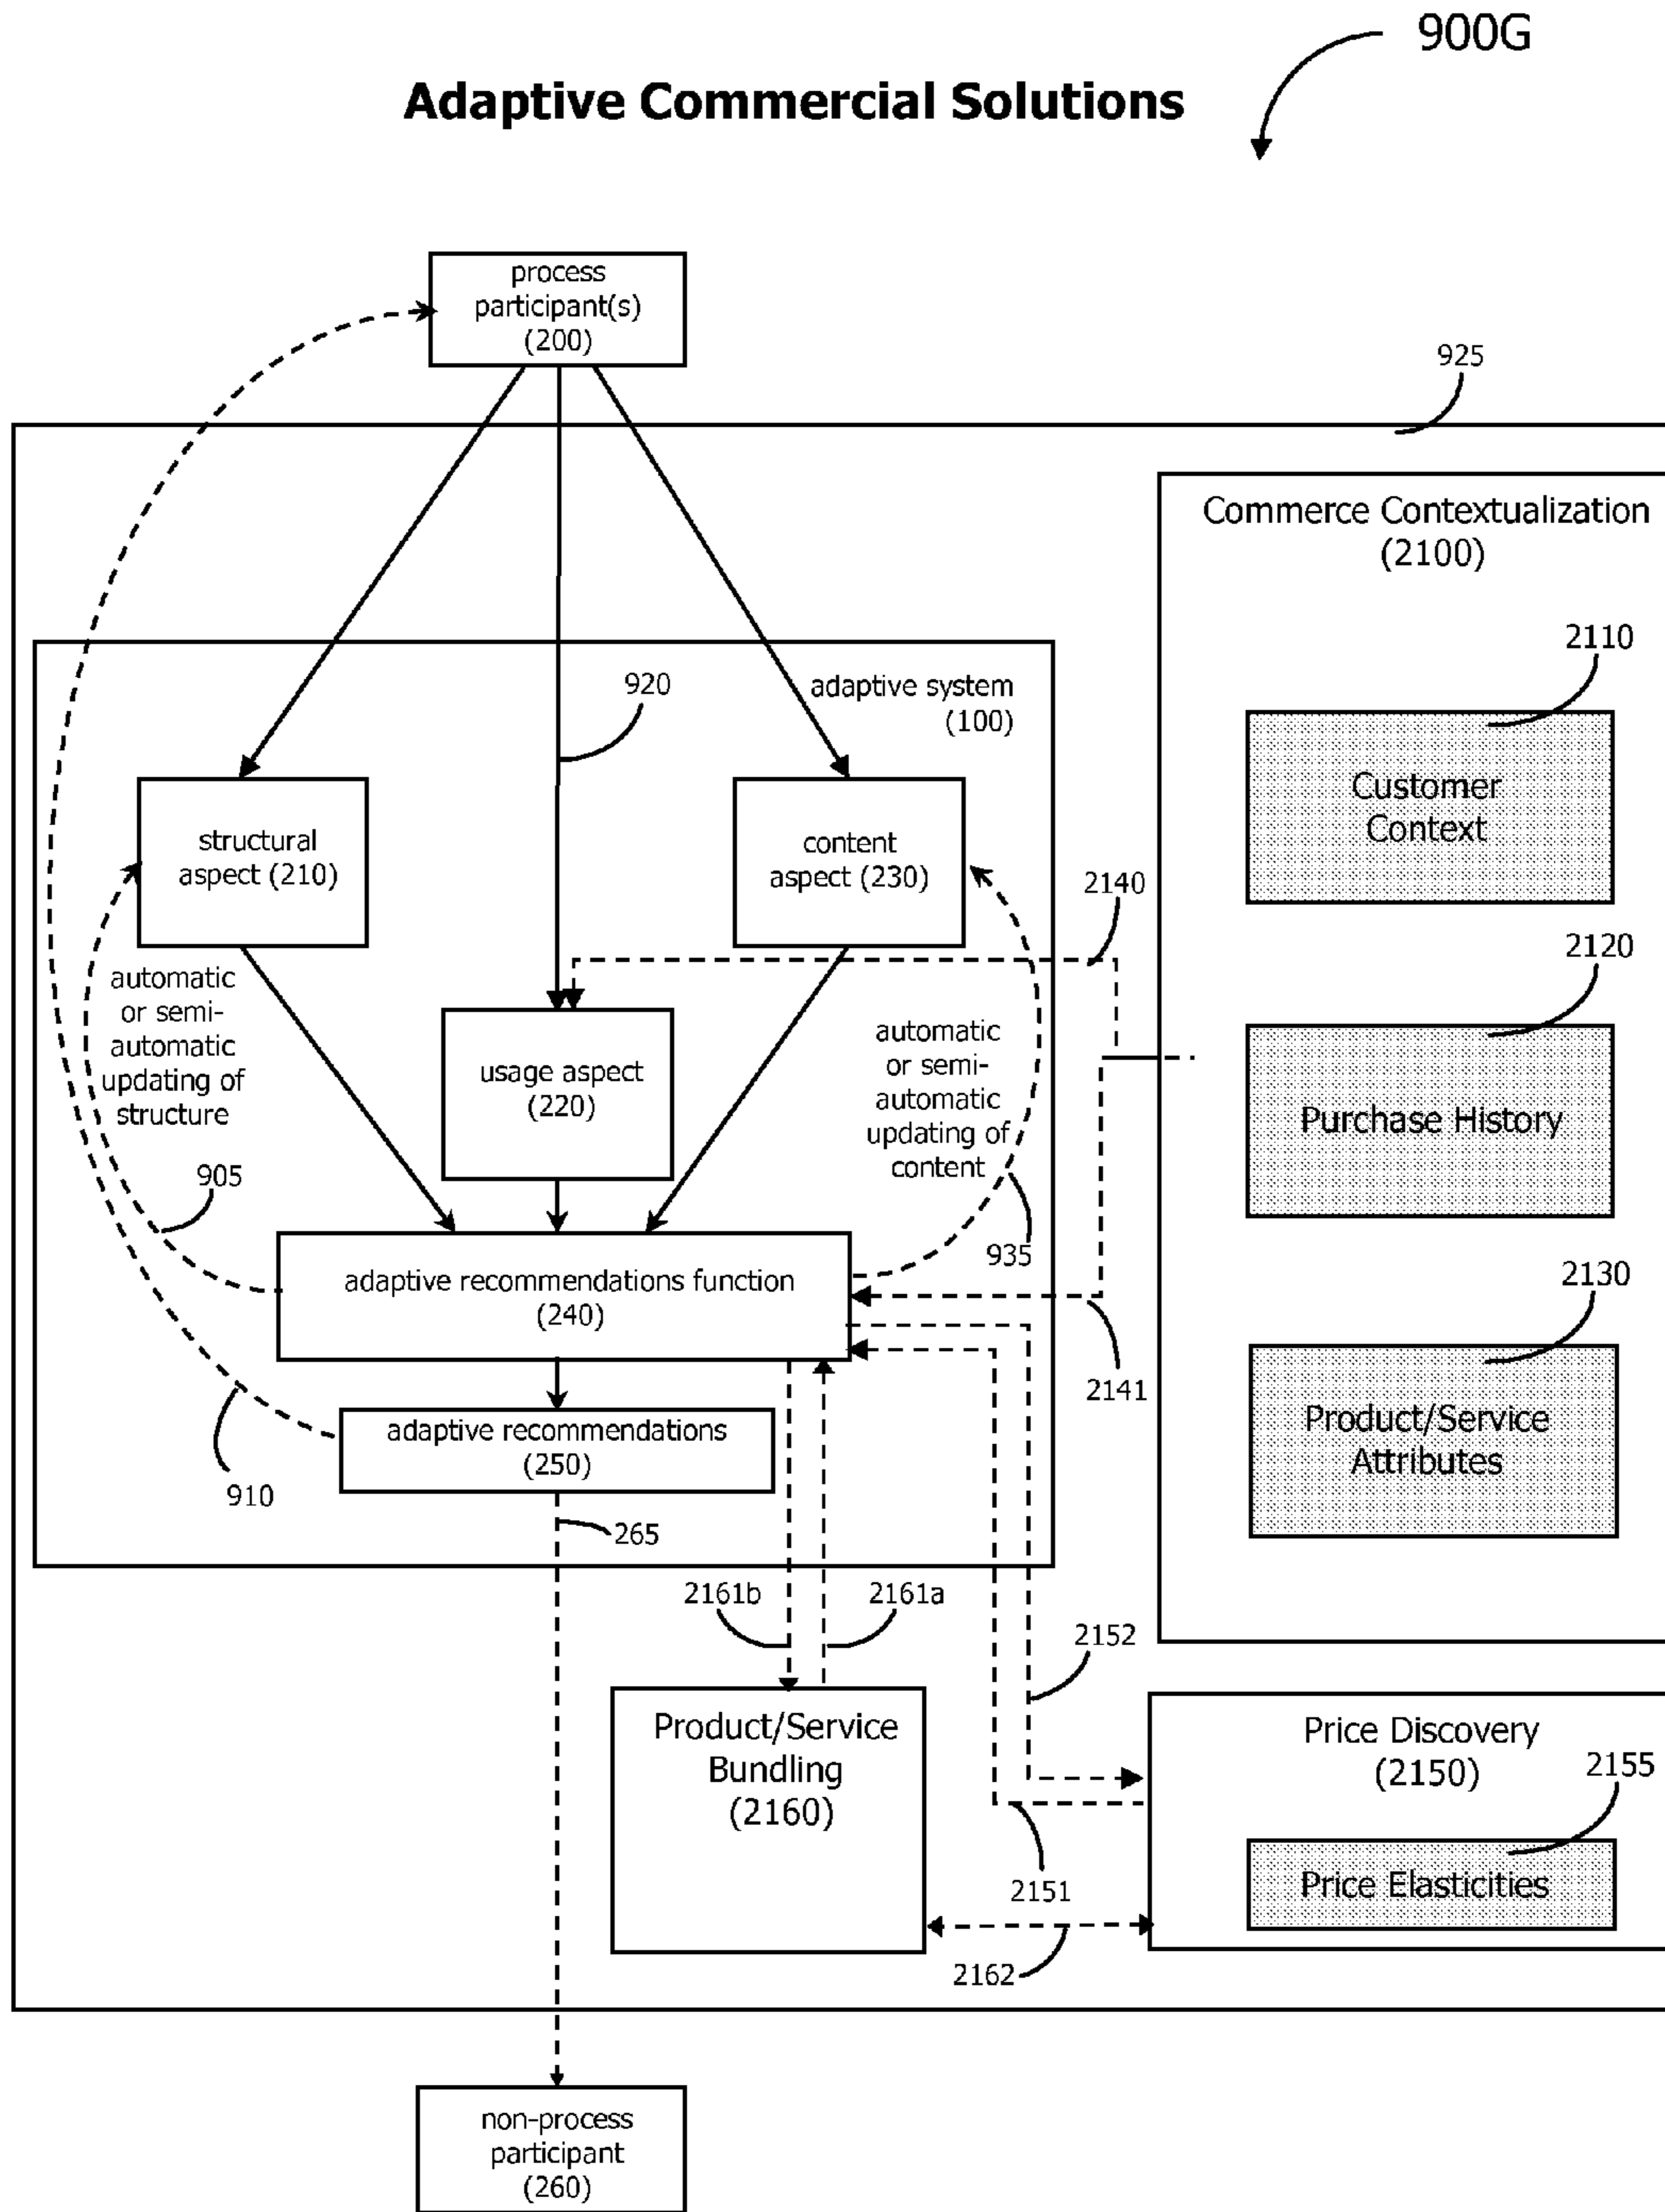 900G
Adaptive Commercial Solutions
process
participant(s)
(200)
925
Commerce Contextualization
(2100)
2110
920
adaptive system
(100)
Customer
Context
structural
aspect (210)
content
aspect (230)
2140
2120
automatic
or semi-
automatic
updating of
structure
usage aspect
(220)
automatic
or semi-
automatic
updating of
content
Purchase History
905
935
2130
adaptive recommendations function
(240)
2141
Product/Service
Attributes
adaptive recommendations
(250)
910
265
2161b
2161a
2152
Product/Service
Bundling
(2160)
Price Discovery
(2150)
2155
Price Elasticities
2151
2162
non-process
participant
(260)